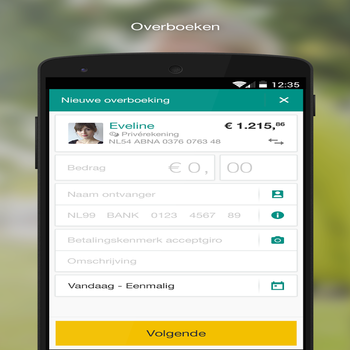 Overboeken
12:35
Nieuwe overboeking
Eveline
€ 1.215,86
Privérekening
NL54 ABNA 0376 0763 48
Bedrag € 0, 00
Naam ontvanger
NL99 BANK 0123 4567 89
Betalingskenmerk acceptgiro
Omschrijving
Vandaag - Eenmalig
Volgende